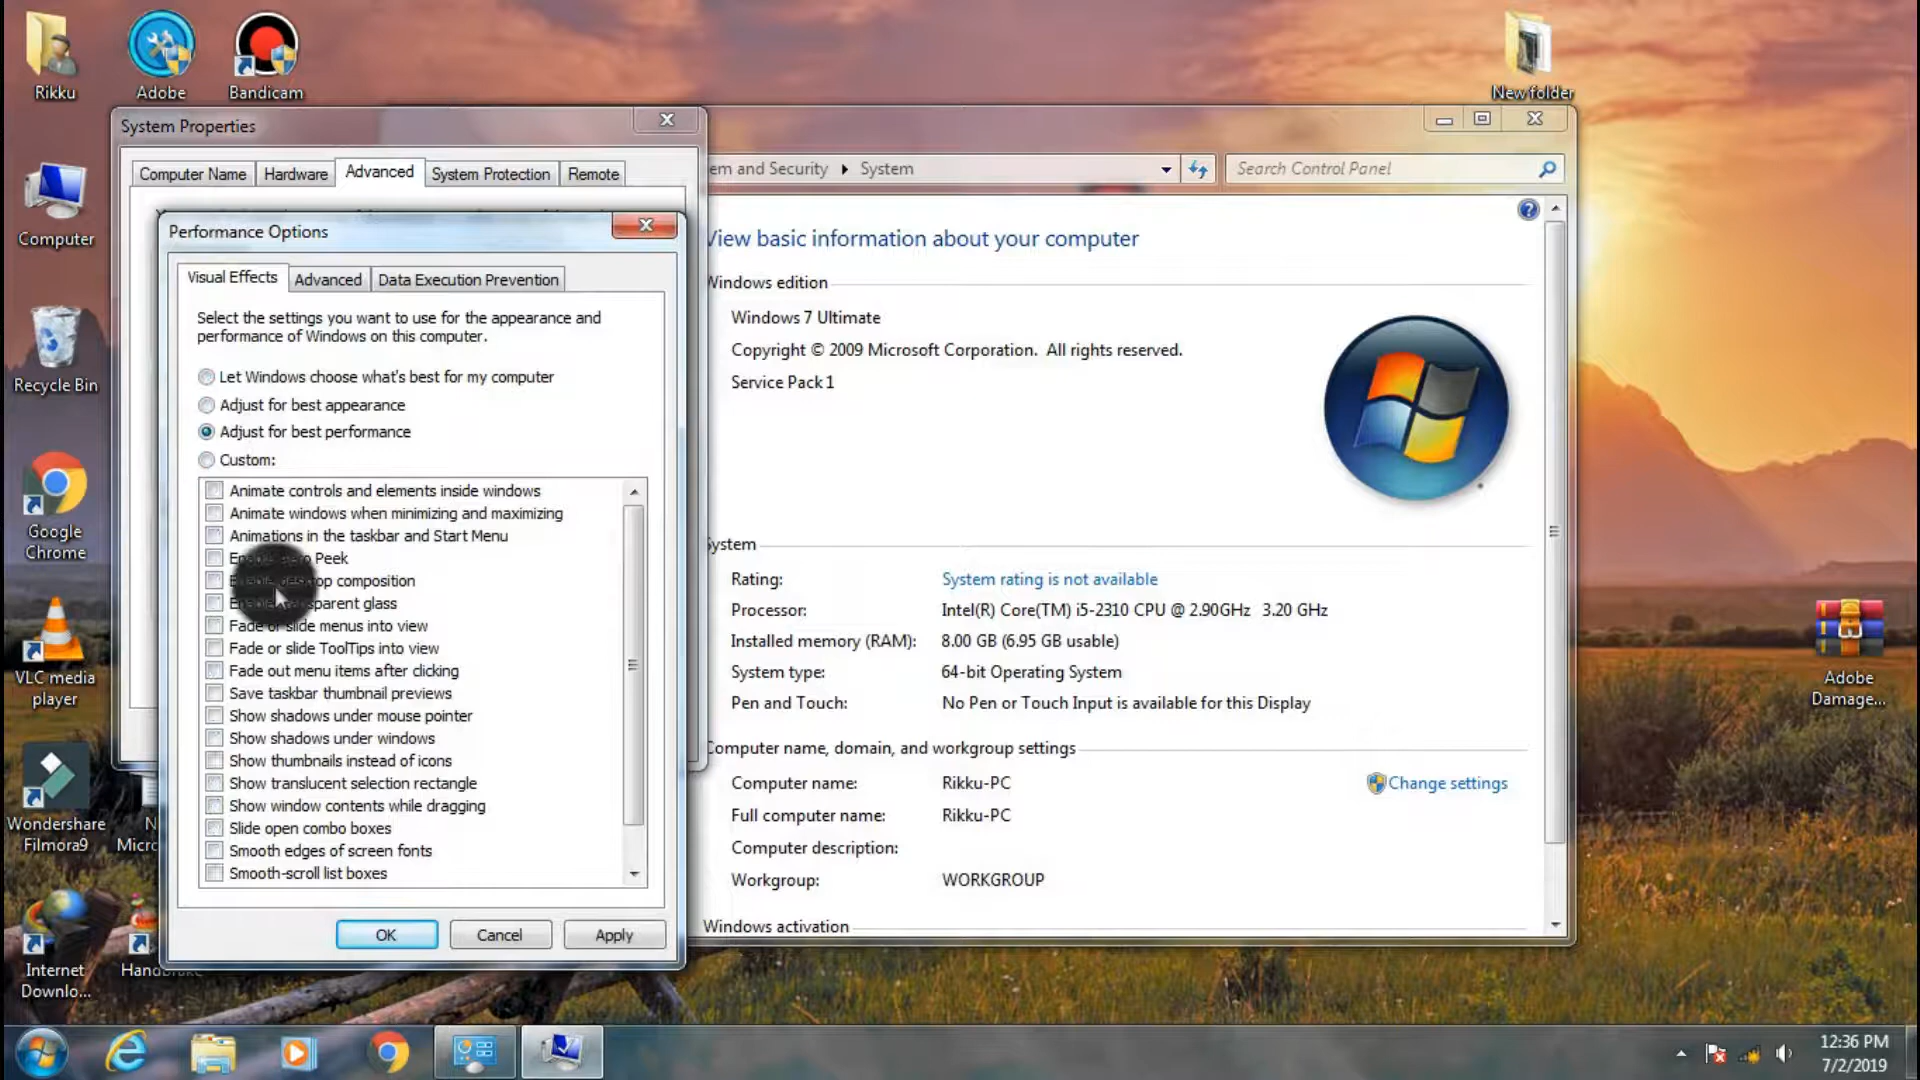 Rikku
Adobe
Bandicam
New folder
Computer
Recycle Bin
Google
Chrome
VLC media
player
Wondershare
Filmora9
N
Micro
Internet
Downlo...
Handbrake
Adobe
Damage...
System Properties
Computer Name
Hardware
Advanced
System Protection
Remote
Performance Options
Visual Effects
Advanced
Data Execution Prevention
Select the settings you want to use for the appearance and
performance of Windows on this computer.
Let Windows choose what's best for my computer
Adjust for best appearance
Adjust for best performance
Custom:
Animate controls and elements inside windows
Animate windows when minimizing and maximizing
Animations in the taskbar and Start Menu
Enable Aero Peek
Enable desktop composition
Enable transparent glass
Fade or slide menus into view
Fade or slide ToolTips into view
Fade out menu items after clicking
Save taskbar thumbnail previews
Show shadows under mouse pointer
Show shadows under windows
Show thumbnails instead of icons
Show translucent selection rectangle
Show window contents while dragging
Slide open combo boxes
Smooth edges of screen fonts
Smooth-scroll list boxes
OK
Cancel
Apply
em and Security
System
Search Control Panel
View basic information about your computer
Windows edition
Windows 7 Ultimate
Copyright © 2009 Microsoft Corporation. All rights reserved.
Service Pack 1
System
Rating: System rating is not available
Processor: Intel(R) Core(TM) i5-2310 CPU @ 2.90GHz 3.20 GHz
Installed memory (RAM): 8.00 GB (6.95 GB usable)
System type: 64-bit Operating System
Pen and Touch: No Pen or Touch Input is available for this Display
Computer name, domain, and workgroup settings
Computer name: Rikku-PC
Change settings
Full computer name: Rikku-PC
Computer description:
Workgroup: WORKGROUP
Windows activation
12:36 PM
7/2/2019